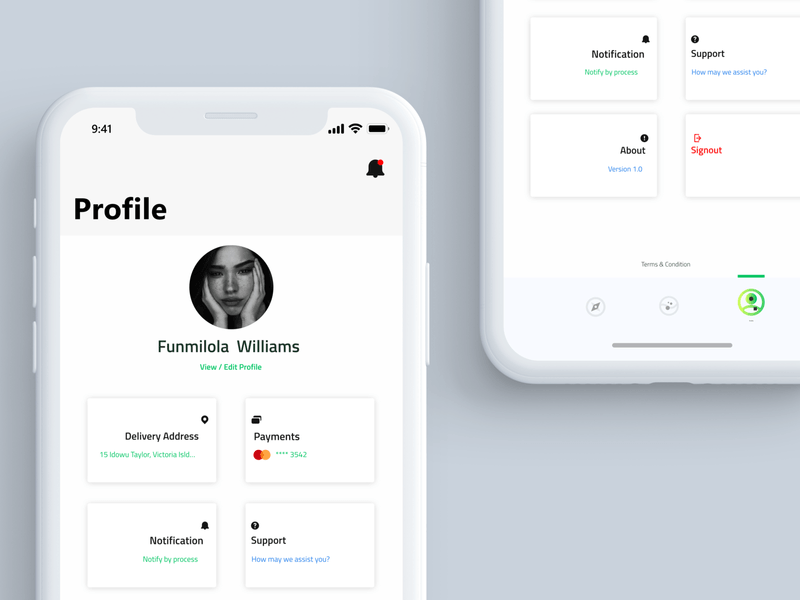 9:41
Profile
Funmilola Williams
View / Edit Profile
Delivery Address
15 Idowu Taylor, Victoria Isld...
Payments
**** 3542
Notification
Notify by process
Support
How may we assist you?
Notification
Notify by process
Support
How may we assist you?
About
Version 1.0
Signout
Terms & Condition